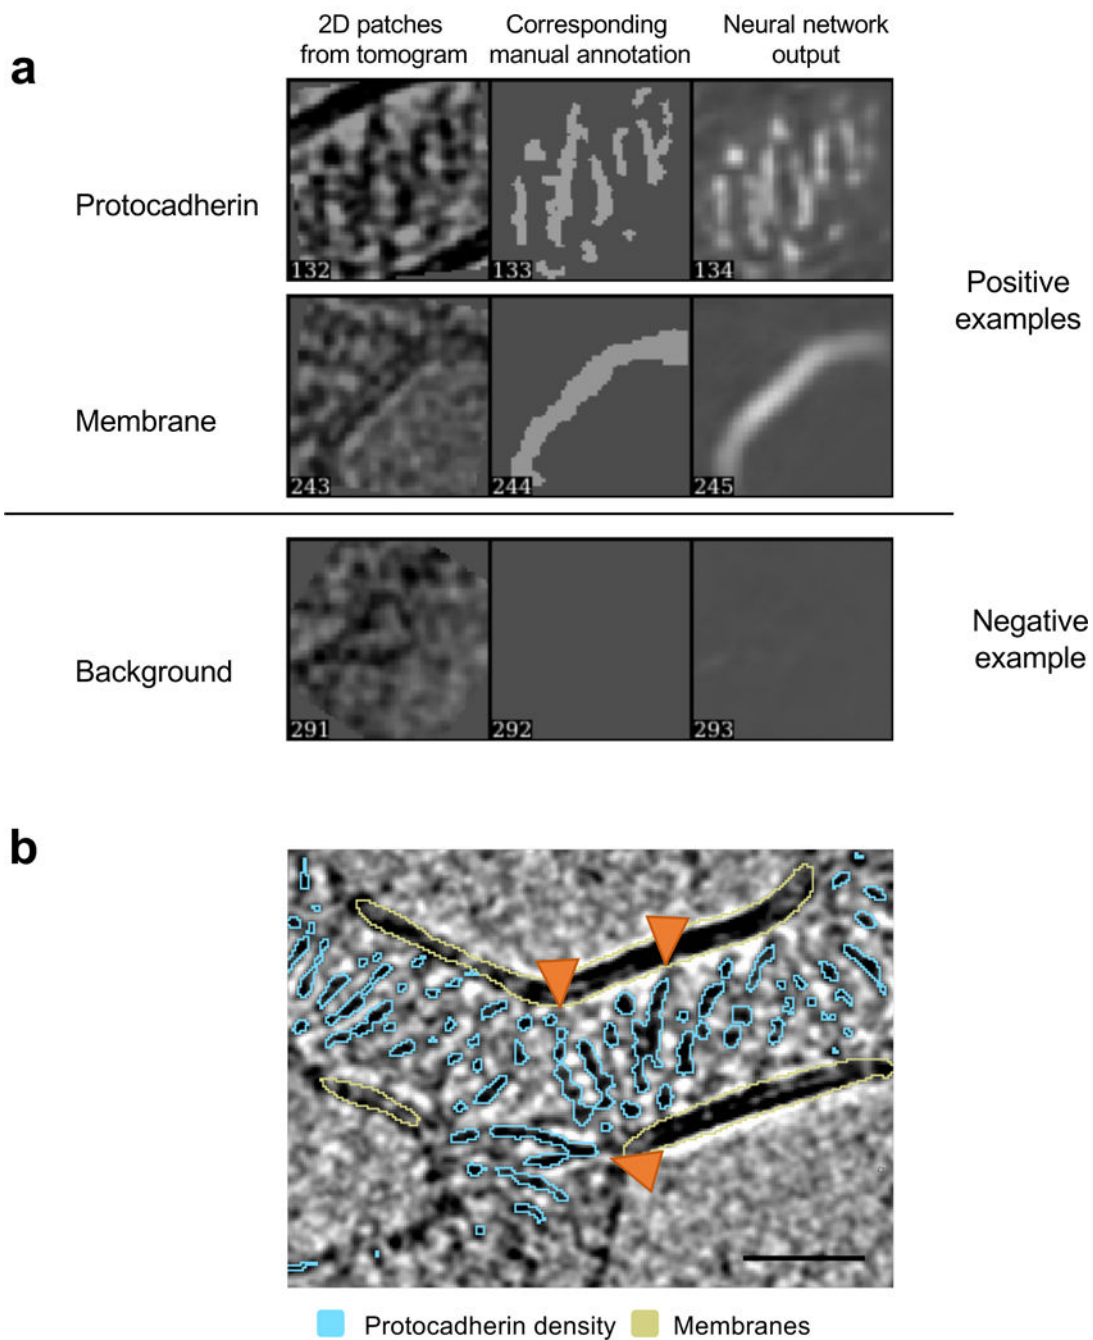 a
2D patches
from tomogram
Corresponding
manual annotation
Neural network
output
Protocadherin
132
133
134
Positive
examples
Membrane
243
244
245
Background
291
292
293
Negative
example
b
Protocadherin density
Membranes